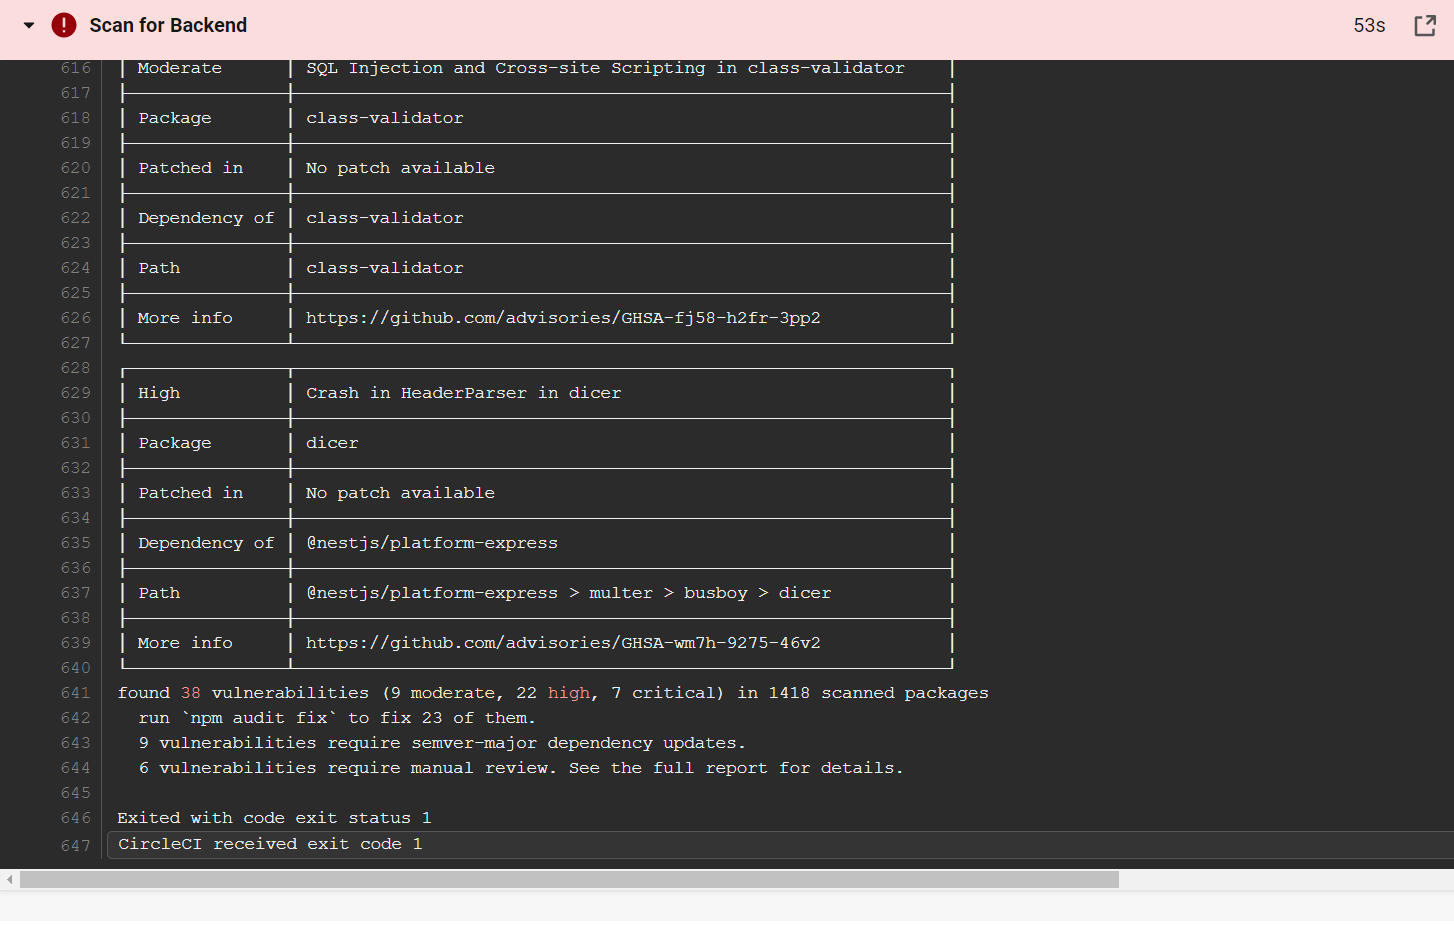 Scan for Backend 53s
616 | Moderate | SQL Injection and Cross-site Scripting in class-validator |
617
618 | Package | class-validator |
619
620 | Patched in | No patch available |
621
622 | Dependency of | class-validator |
623
624 | Path | class-validator |
625
626 | More info | https://github.com/advisories/GHSA-fj58-h2fr-3pp2 |
627
628
629 | High | Crash in HeaderParser in dicer |
630
631 | Package | dicer |
632
633 | Patched in | No patch available |
634
635 | Dependency of | @nestjs/platform-express |
636
637 | Path | @nestjs/platform-express > multer > busboy > dicer |
638
639 | More info | https://github.com/advisories/GHSA-wm7h-9275-46v2 |
640
641 found 38 vulnerabilities (9 moderate, 22 high, 7 critical) in 1418 scanned packages
642 run `npm audit fix` to fix 23 of them.
643 9 vulnerabilities require semver-major dependency updates.
644 6 vulnerabilities require manual review. See the full report for details.
645
646 Exited with code exit status 1
647 CircleCI received exit code 1